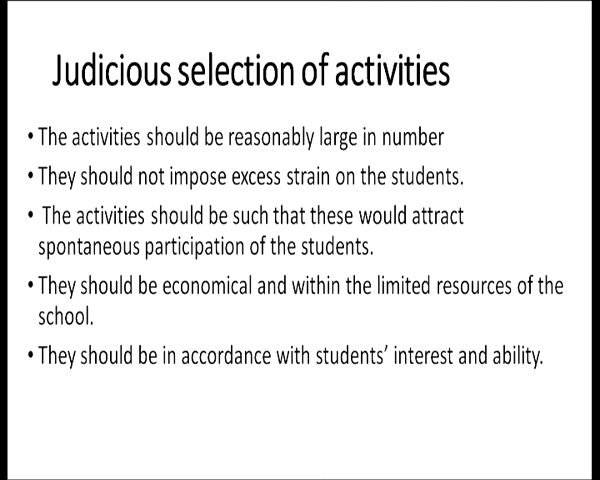 Judicious selection of activities
• The activities should be reasonably large in number
• They should not impose excess strain on the students.
• The activities should be such that these would attract
spontaneous participation of the students.
• They should be economical and within the limited resources of the
school.
• They should be in accordance with students’ interest and ability.